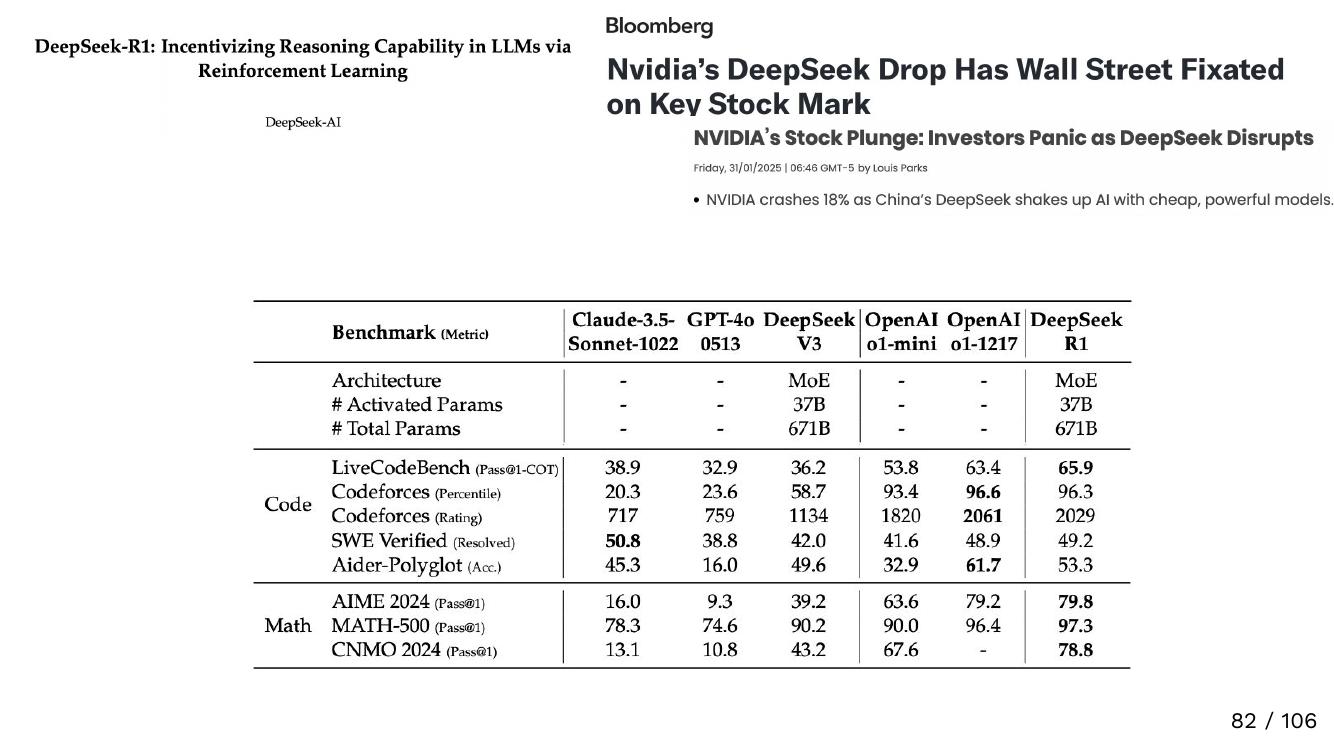 DeepSeek-R1: Incentivizing Reasoning Capability in LLMs via
Reinforcement Learning
DeepSeek-AI
Bloomberg
Nvidia’s DeepSeek Drop Has Wall Street Fixated
on Key Stock Mark
NVIDIA’s Stock Plunge: Investors Panic as DeepSeek Disrupts
Friday, 31/01/2025 | 06:46 GMT-5 by Louis Parks
• NVIDIA crashes 18% as China’s DeepSeek shakes up AI with cheap, powerful models.
Benchmark (Metric) Claude-3.5-Sonnet-1022 GPT-4o 0513 DeepSeek V3 OpenAI o1-mini OpenAI o1-1217 DeepSeek R1
Architecture - - MoE - - MoE
# Activated Params - - 37B - - 37B
# Total Params - - 671B - - 671B
Code
LiveCodeBench (Pass@1-COT) 38.9 32.9 36.2 53.8 63.4 65.9
Codeforces (Percentile) 20.3 23.6 58.7 93.4 96.6 96.3
Codeforces (Rating) 717 759 1134 1820 2061 2029
SWE Verified (Resolved) 50.8 38.8 42.0 41.6 48.9 49.2
Aider-Polyglot (Acc.) 45.3 16.0 49.6 32.9 61.7 53.3
Math
AIME 2024 (Pass@1) 16.0 9.3 39.2 63.6 79.2 79.8
MATH-500 (Pass@1) 78.3 74.6 90.2 90.0 96.4 97.3
CNMO 2024 (Pass@1) 13.1 10.8 43.2 67.6 - 78.8
82 / 106